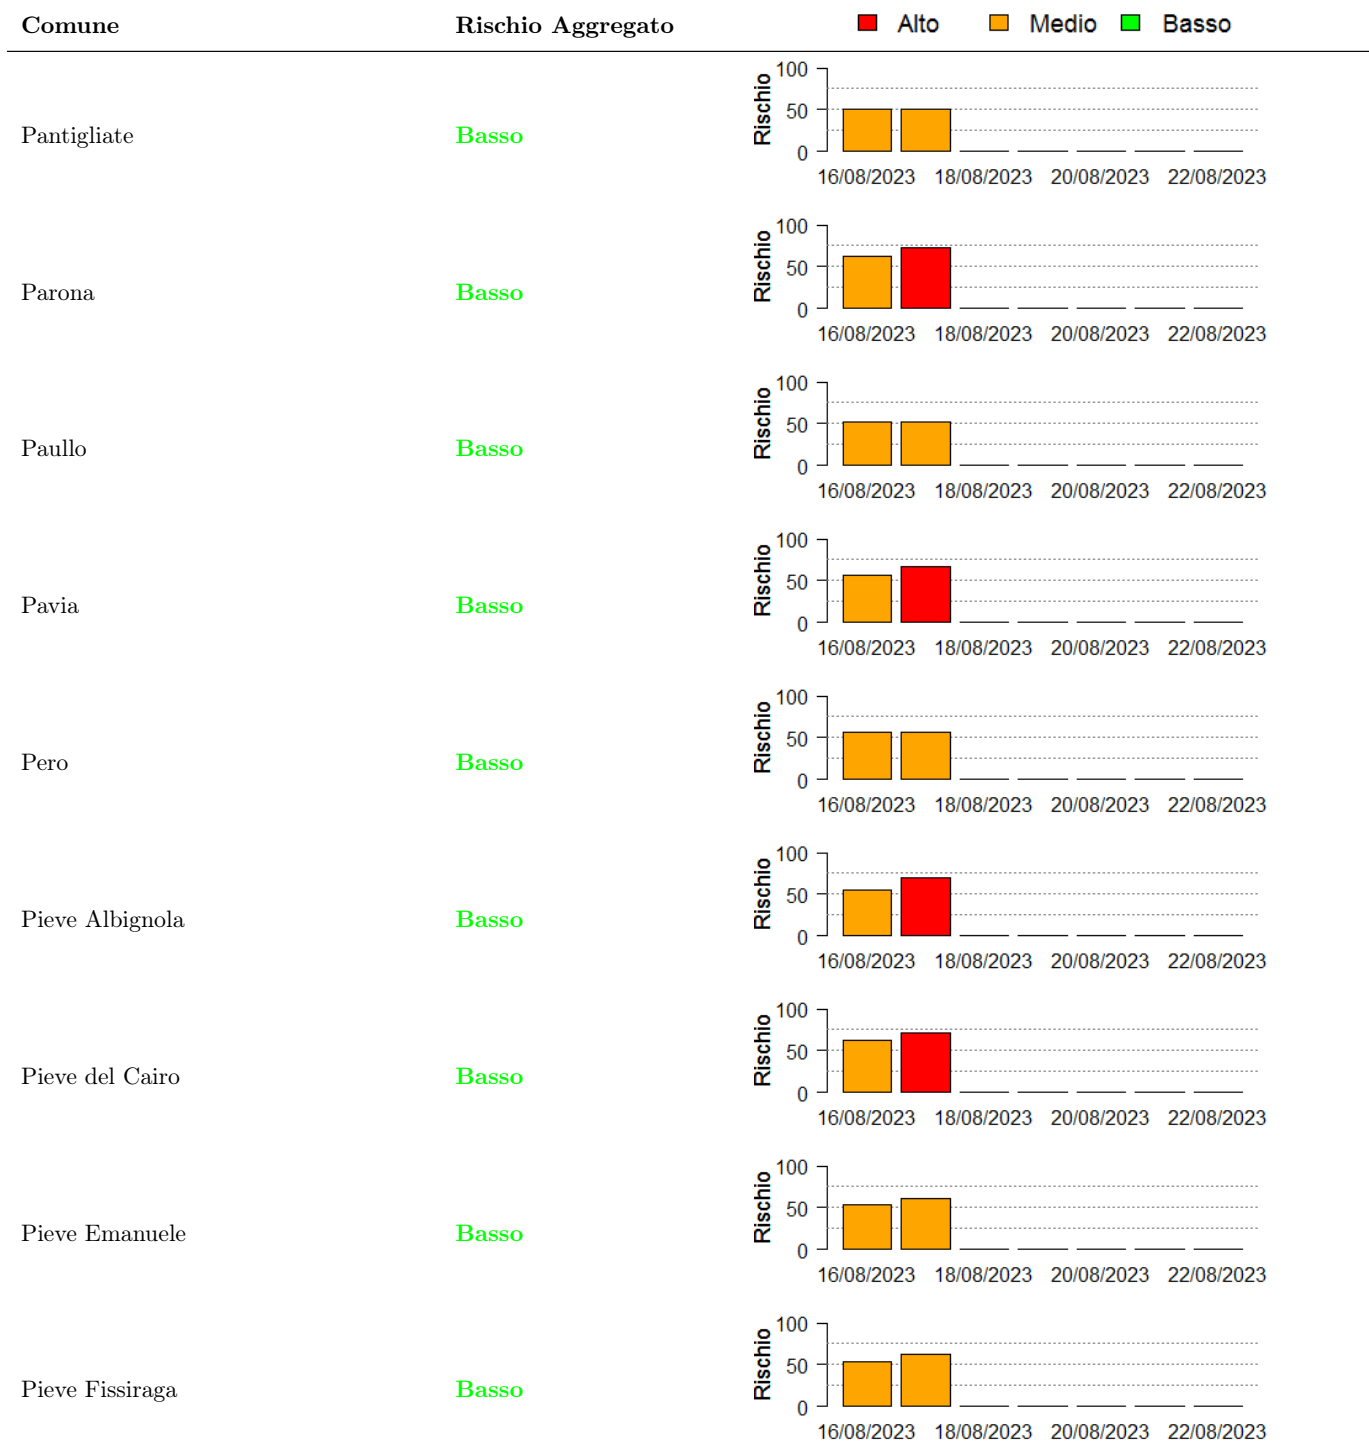 Comune Rischio Aggregato Alto Medio Basso
Pantigliate Basso Rischio 100 50 0
16/08/2023 18/08/2023 20/08/2023 22/08/2023
Parona Basso Rischio 100 50 0
16/08/2023 18/08/2023 20/08/2023 22/08/2023
Paullo Basso Rischio 100 50 0
16/08/2023 18/08/2023 20/08/2023 22/08/2023
Pavia Basso Rischio 100 50 0
16/08/2023 18/08/2023 20/08/2023 22/08/2023
Pero Basso Rischio 100 50 0
16/08/2023 18/08/2023 20/08/2023 22/08/2023
Pieve Albignola Basso Rischio 100 50 0
16/08/2023 18/08/2023 20/08/2023 22/08/2023
Pieve del Cairo Basso Rischio 100 50 0
16/08/2023 18/08/2023 20/08/2023 22/08/2023
Pieve Emanuele Basso Rischio 100 50 0
16/08/2023 18/08/2023 20/08/2023 22/08/2023
Pieve Fissiraga Basso Rischio 100 50 0
16/08/2023 18/08/2023 20/08/2023 22/08/2023